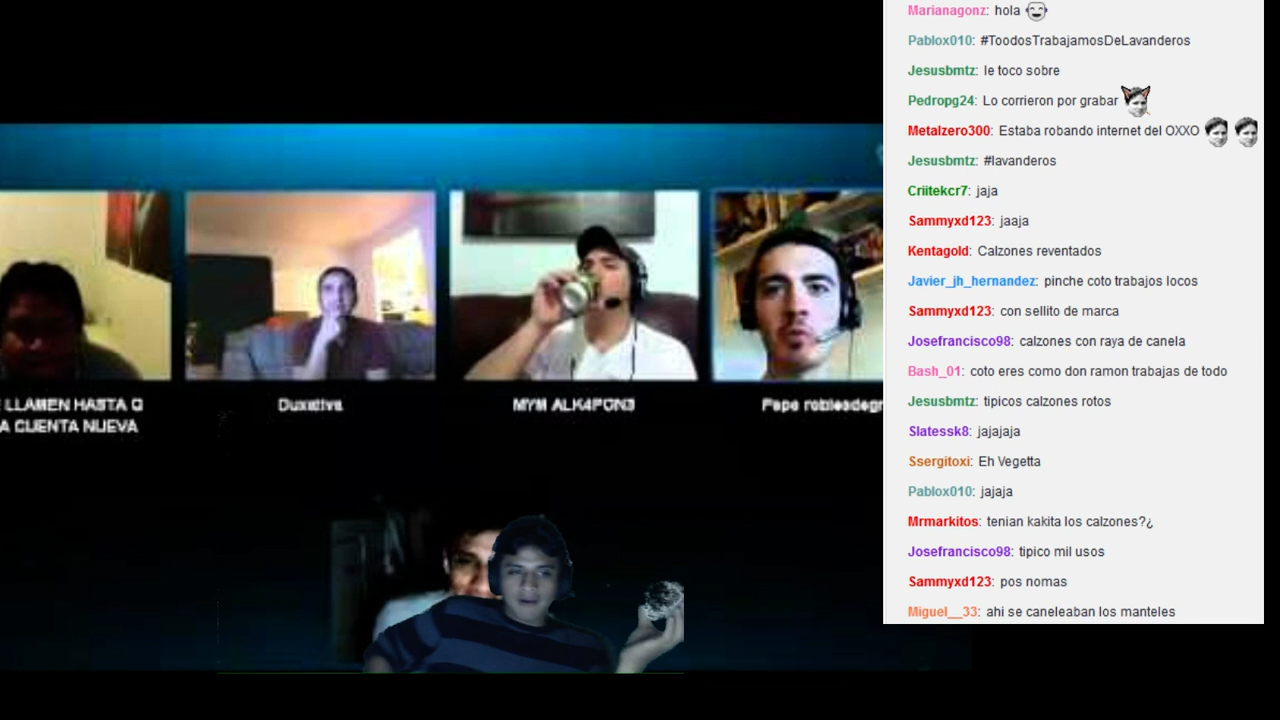 LLAMEN HASTA Q
A CUENTA NUEVA
Duxativa
MYM ALK4PON3
Pepe roblesdegr
Marianagonz: hola
Pablox010: #ToodosTrabajamosDeLavanderos
Jesusbmtz: le toco sobre
Pedropg24: Lo corrieron por grabar
Metalzero300: Estaba robando internet del OXXO
Jesusbmtz: #lavanderos
Criitekcr7: jaja
Sammyxd123: jaaja
Kentagold: Calzones reventados
Javier_jh_hernandez: pinche coto trabajos locos
Sammyxd123: con sellito de marca
Josefrancisco98: calzones con raya de canela
Bash_01: coto eres como don ramon trabajas de todo
Jesusbmtz: tipicos calzones rotos
Slatessk8: jajajaja
Ssergitoxi: Eh Vegetta
Pablox010: jajaja
Mrmarkitos: tenian kakita los calzones?¿
Josefrancisco98: tipico mil usos
Sammyxd123: pos nomas
Miguel__33: ahi se caneleaban los manteles